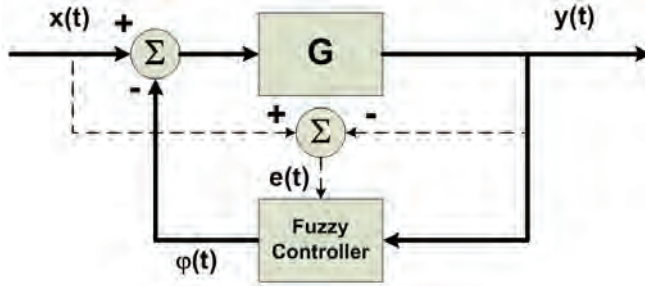 x(t)
+
y(t)
Σ
G
-
+
-
Σ
e(t)
Fuzzy
Controller
φ(t)